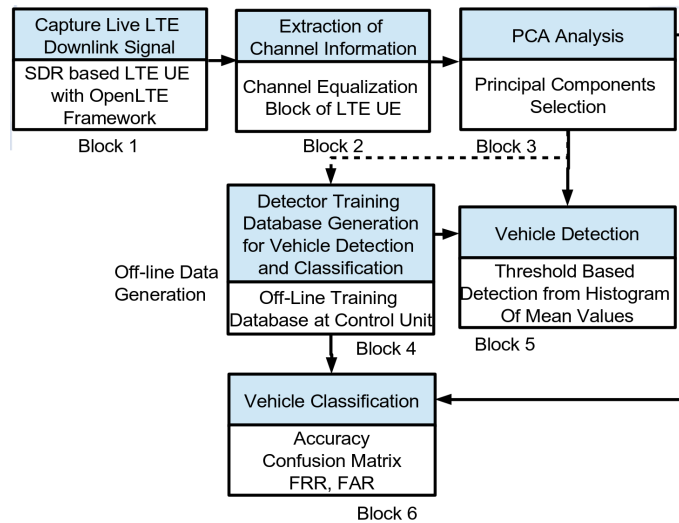 Capture Live LTE
Downlink Signal
SDR based LTE UE
with OpenLTE
Framework
Block 1
Extraction of
Channel Information
Channel Equalization
Block of LTE UE
Block 2
PCA Analysis
Principal Components
Selection
Block 3
Off-line Data
Generation
Detector Training
Database Generation
for Vehicle Detection
and Classification
Off-Line Training
Database at Control Unit
Block 4
Vehicle Detection
Threshold Based
Detection from Histogram
Of Mean Values
Block 5
Vehicle Classification
Accuracy
Confusion Matrix
FRR, FAR
Block 6